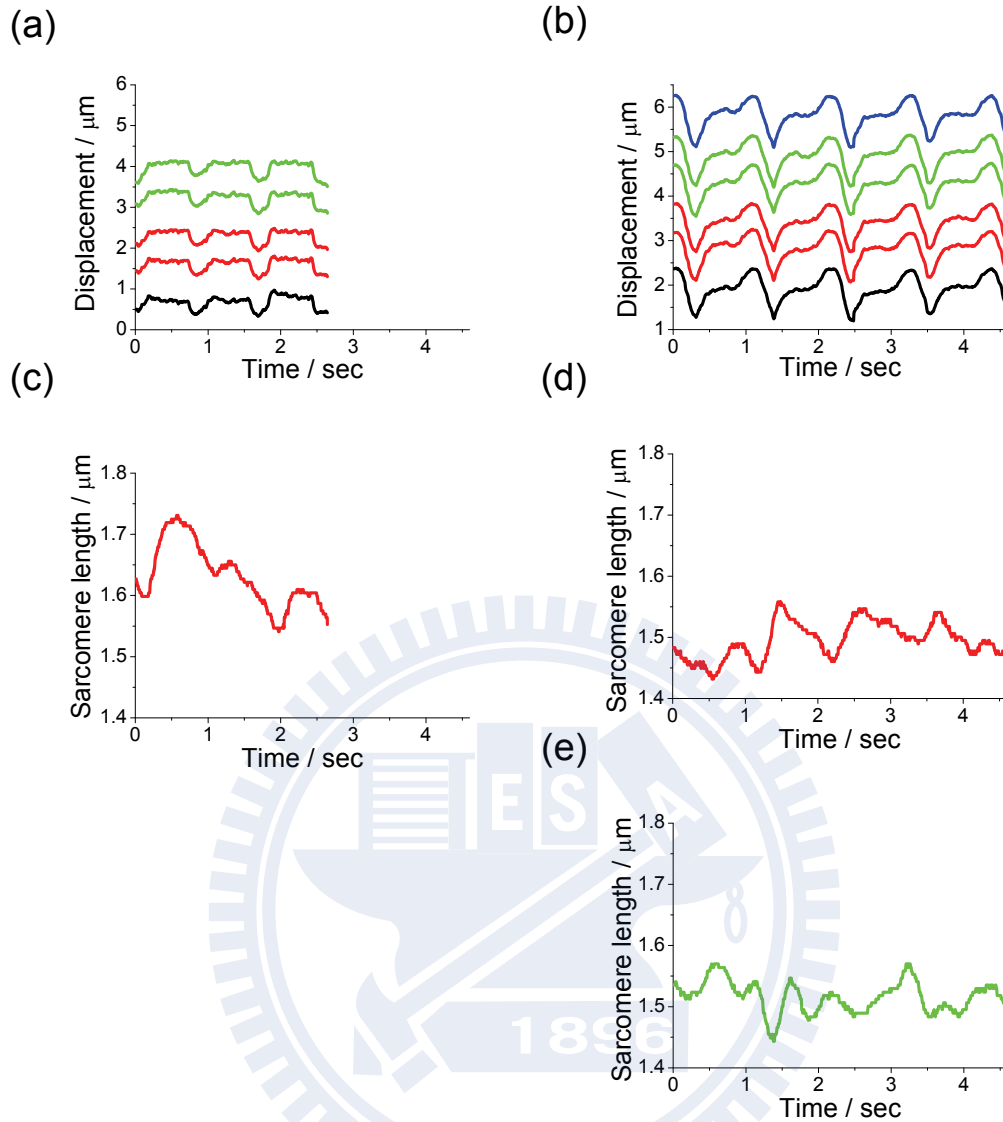 (a)
Displacement / μm
6
5
4
3
2
1
0
0 1 2 3 4
Time / sec
(b)
Displacement / μm
6
5
4
3
2
1
0 1 2 3 4
Time / sec
(c)
Sarcomere length / μm
1.8
1.7
1.6
1.5
1.4
0 1 2 3 4
Time / sec
(d)
Sarcomere length / μm
1.8
1.7
1.6
1.5
1.4
0 1 2 3 4
Time / sec
(e)
Sarcomere length / μm
1.8
1.7
1.6
1.5
1.4
0 1 2 3 4
Time / sec
E S A
1896